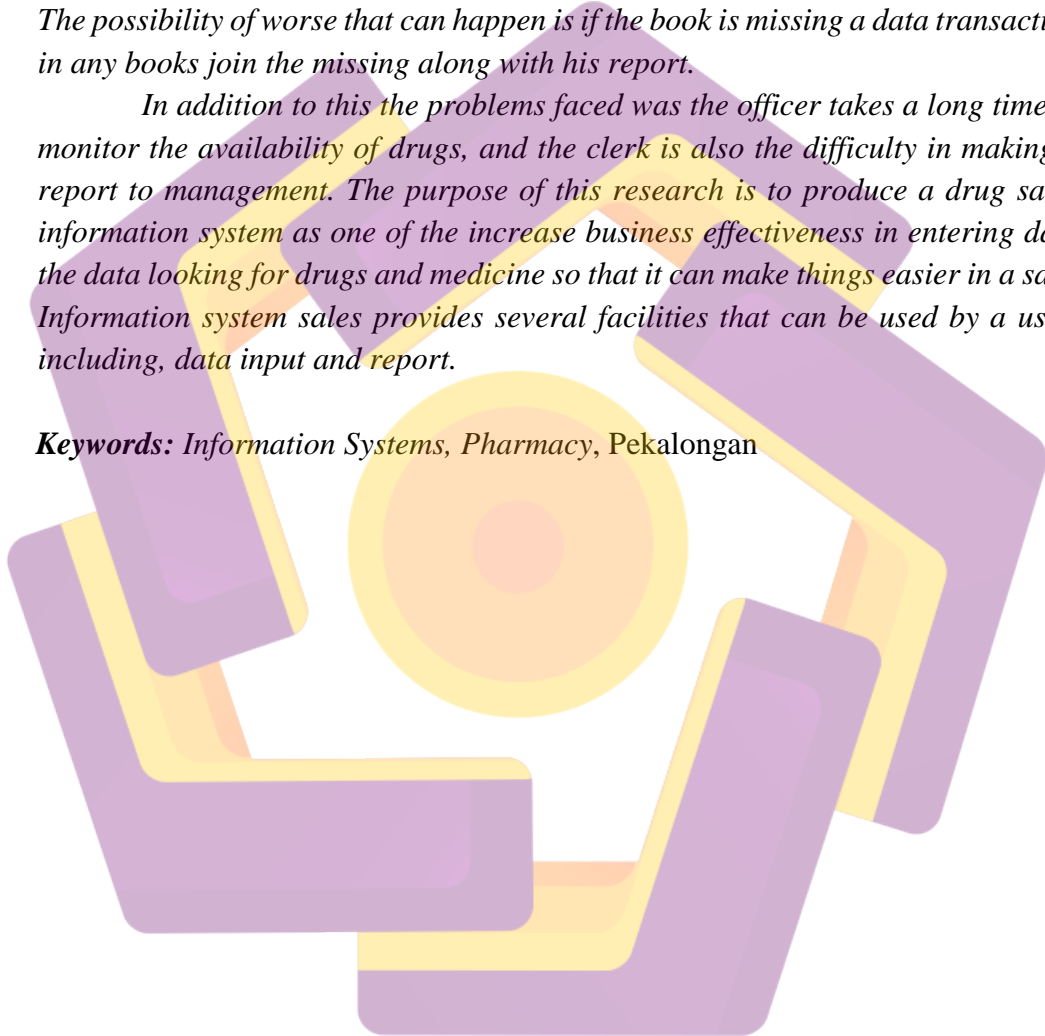 The possibility of worse that can happen is if the book is missing a data transacti
in any books join the missing along with his report.
In addition to this the problems faced was the officer takes a long time
monitor the availability of drugs, and the clerk is also the difficulty in making
report to management. The purpose of this research is to produce a drug sa
information system as one of the increase business effectiveness in entering da
the data looking for drugs and medicine so that it can make things easier in a sa
Information system sales provides several facilities that can be used by a us
including, data input and report.
Keywords: Information Systems, Pharmacy, Pekalongan